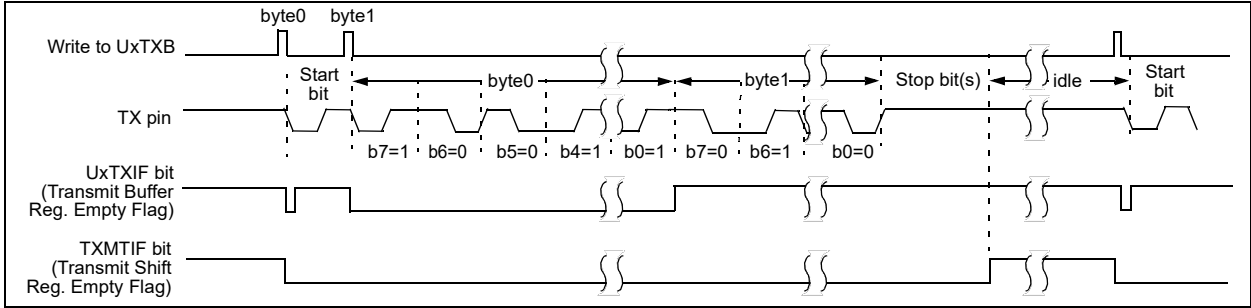 byte0 byte1
Write to UxTXB
Start
bit
byte0
byte1
Stop bit(s)
idle
Start
bit
TX pin
b7=1 b6=0 b5=0 b4=1 b0=1 b7=0 b6=1 b0=0
UxTXIF bit
(Transmit Buffer
Reg. Empty Flag)
TXMTIF bit
(Transmit Shift
Reg. Empty Flag)